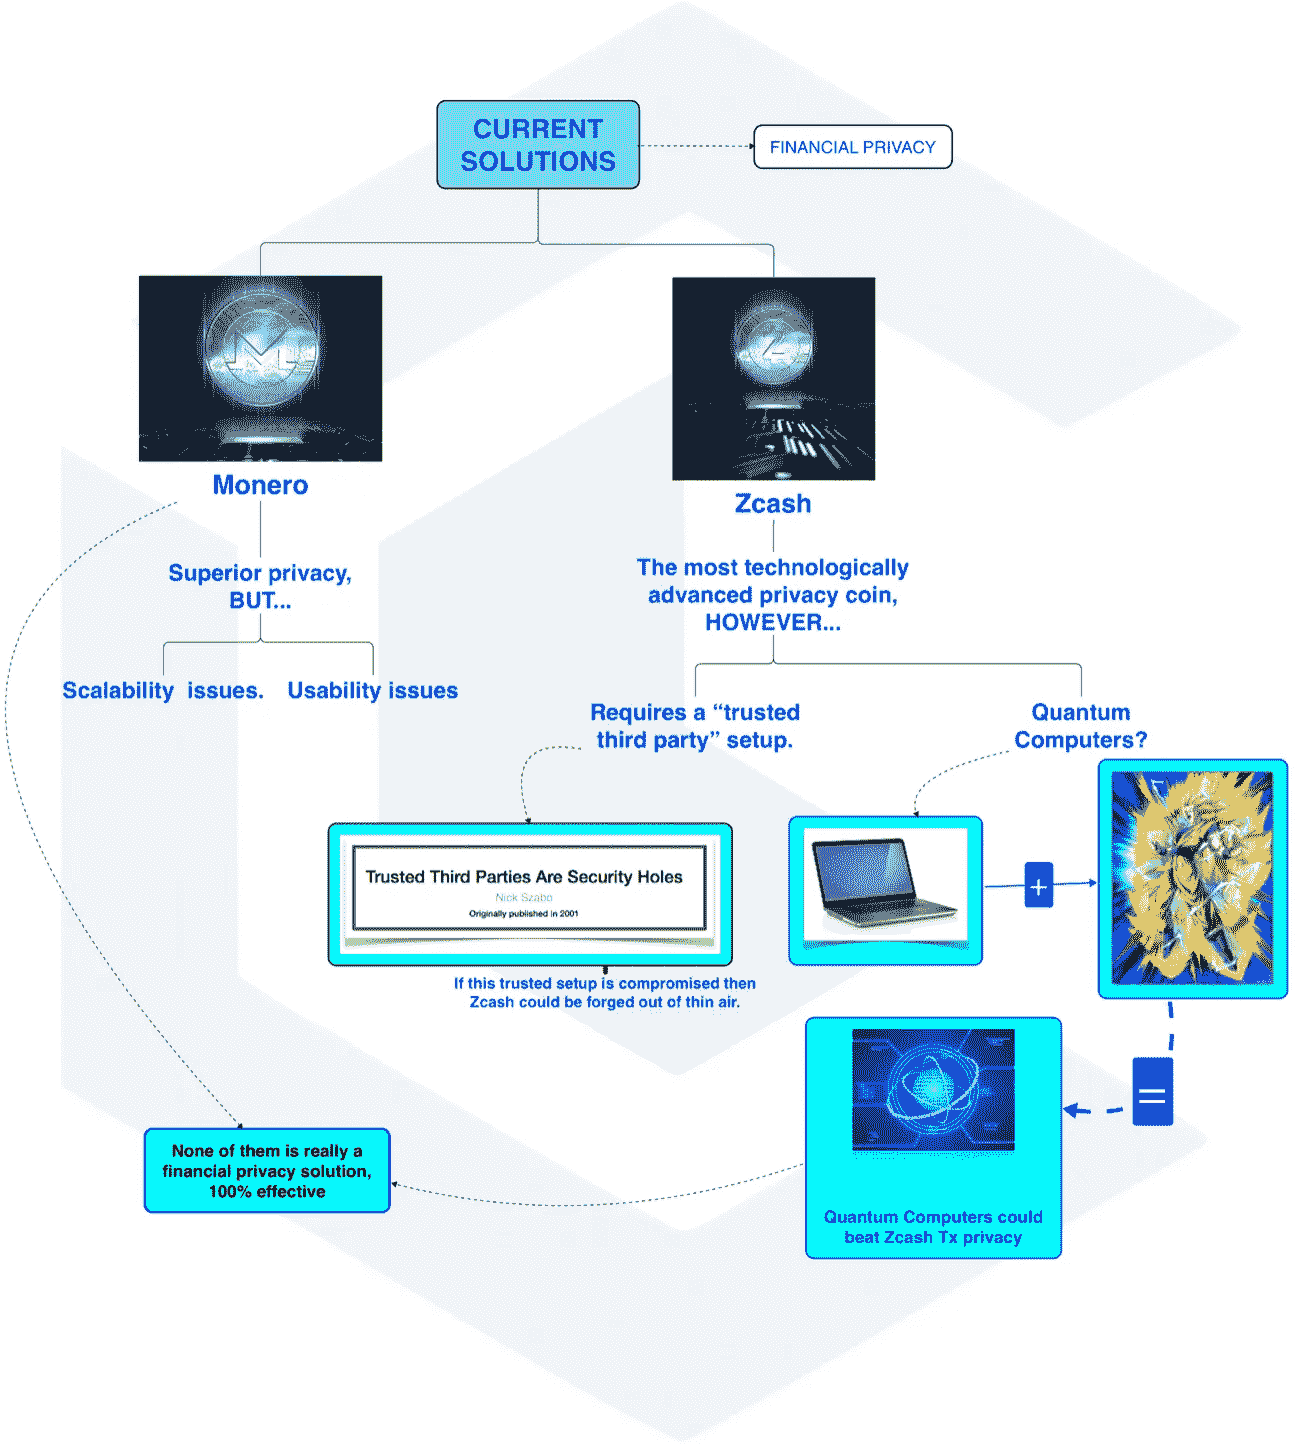 CURRENT
SOLUTIONS
FINANCIAL PRIVACY
Monero
Zcash
Superior privacy,
BUT...
The most technologically
advanced privacy coin,
HOWEVER...
Scalability issues.
Usability issues
Requires a “trusted
third party” setup.
Quantum
Computers?
Trusted Third Parties Are Security Holes
Nick Szabo
Originally published in 2001
+
If this trusted setup is compromised then
Zcash could be forged out of thin air.
=
None of them is really a
financial privacy solution,
100% effective
Quantum Computers could
beat Zcash Tx privacy